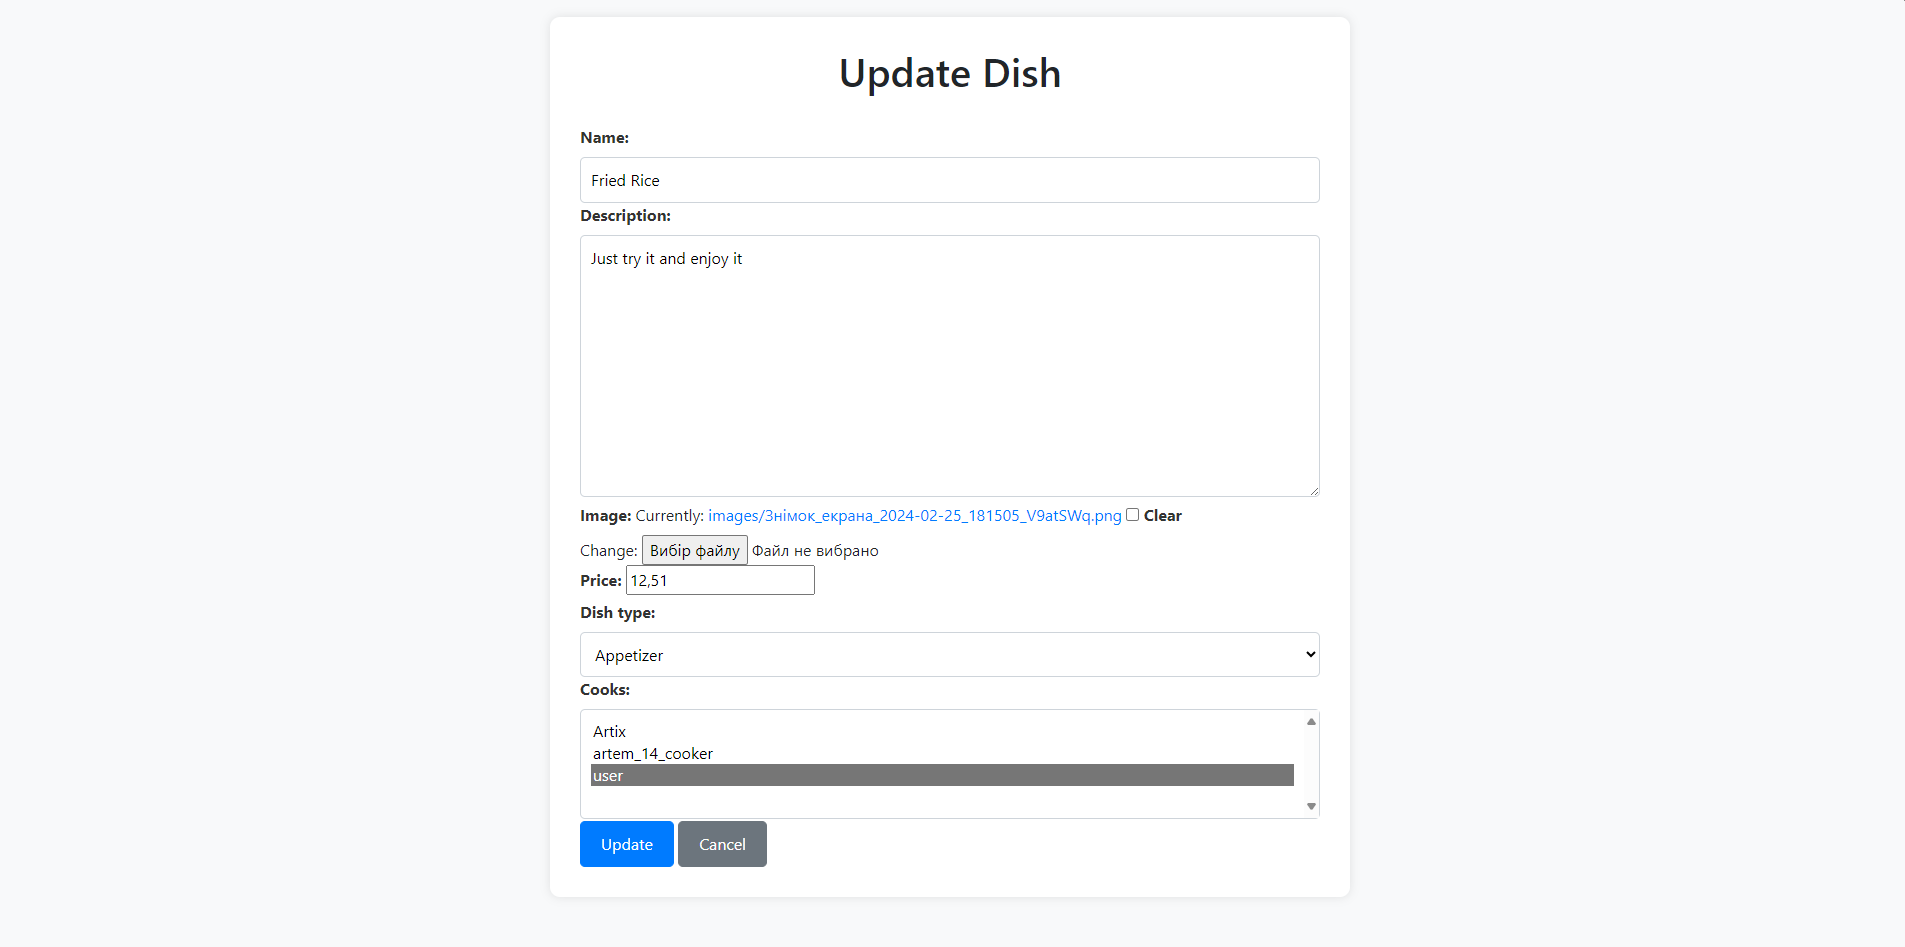 Update Dish
Name:
Fried Rice
Description:
Just try it and enjoy it
Image: Currently: images/Знімок_екрана_2024-02-25_181505_V9atSWq.png Clear
Change: Вибір файлу Файл не вибрано
Price: 12,51
Dish type:
Appetizer
Cooks:
Artix
artem_14_cooker
user
Update Cancel